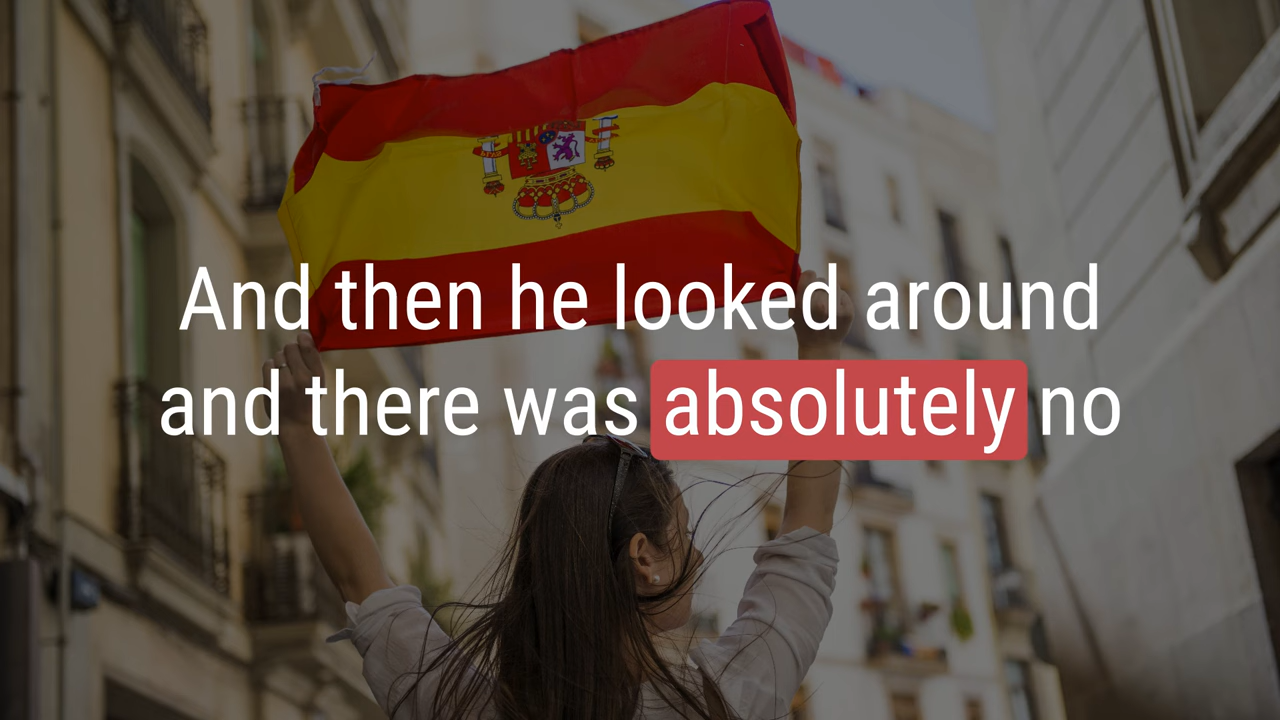 And then he looked around
and there was absolutely no